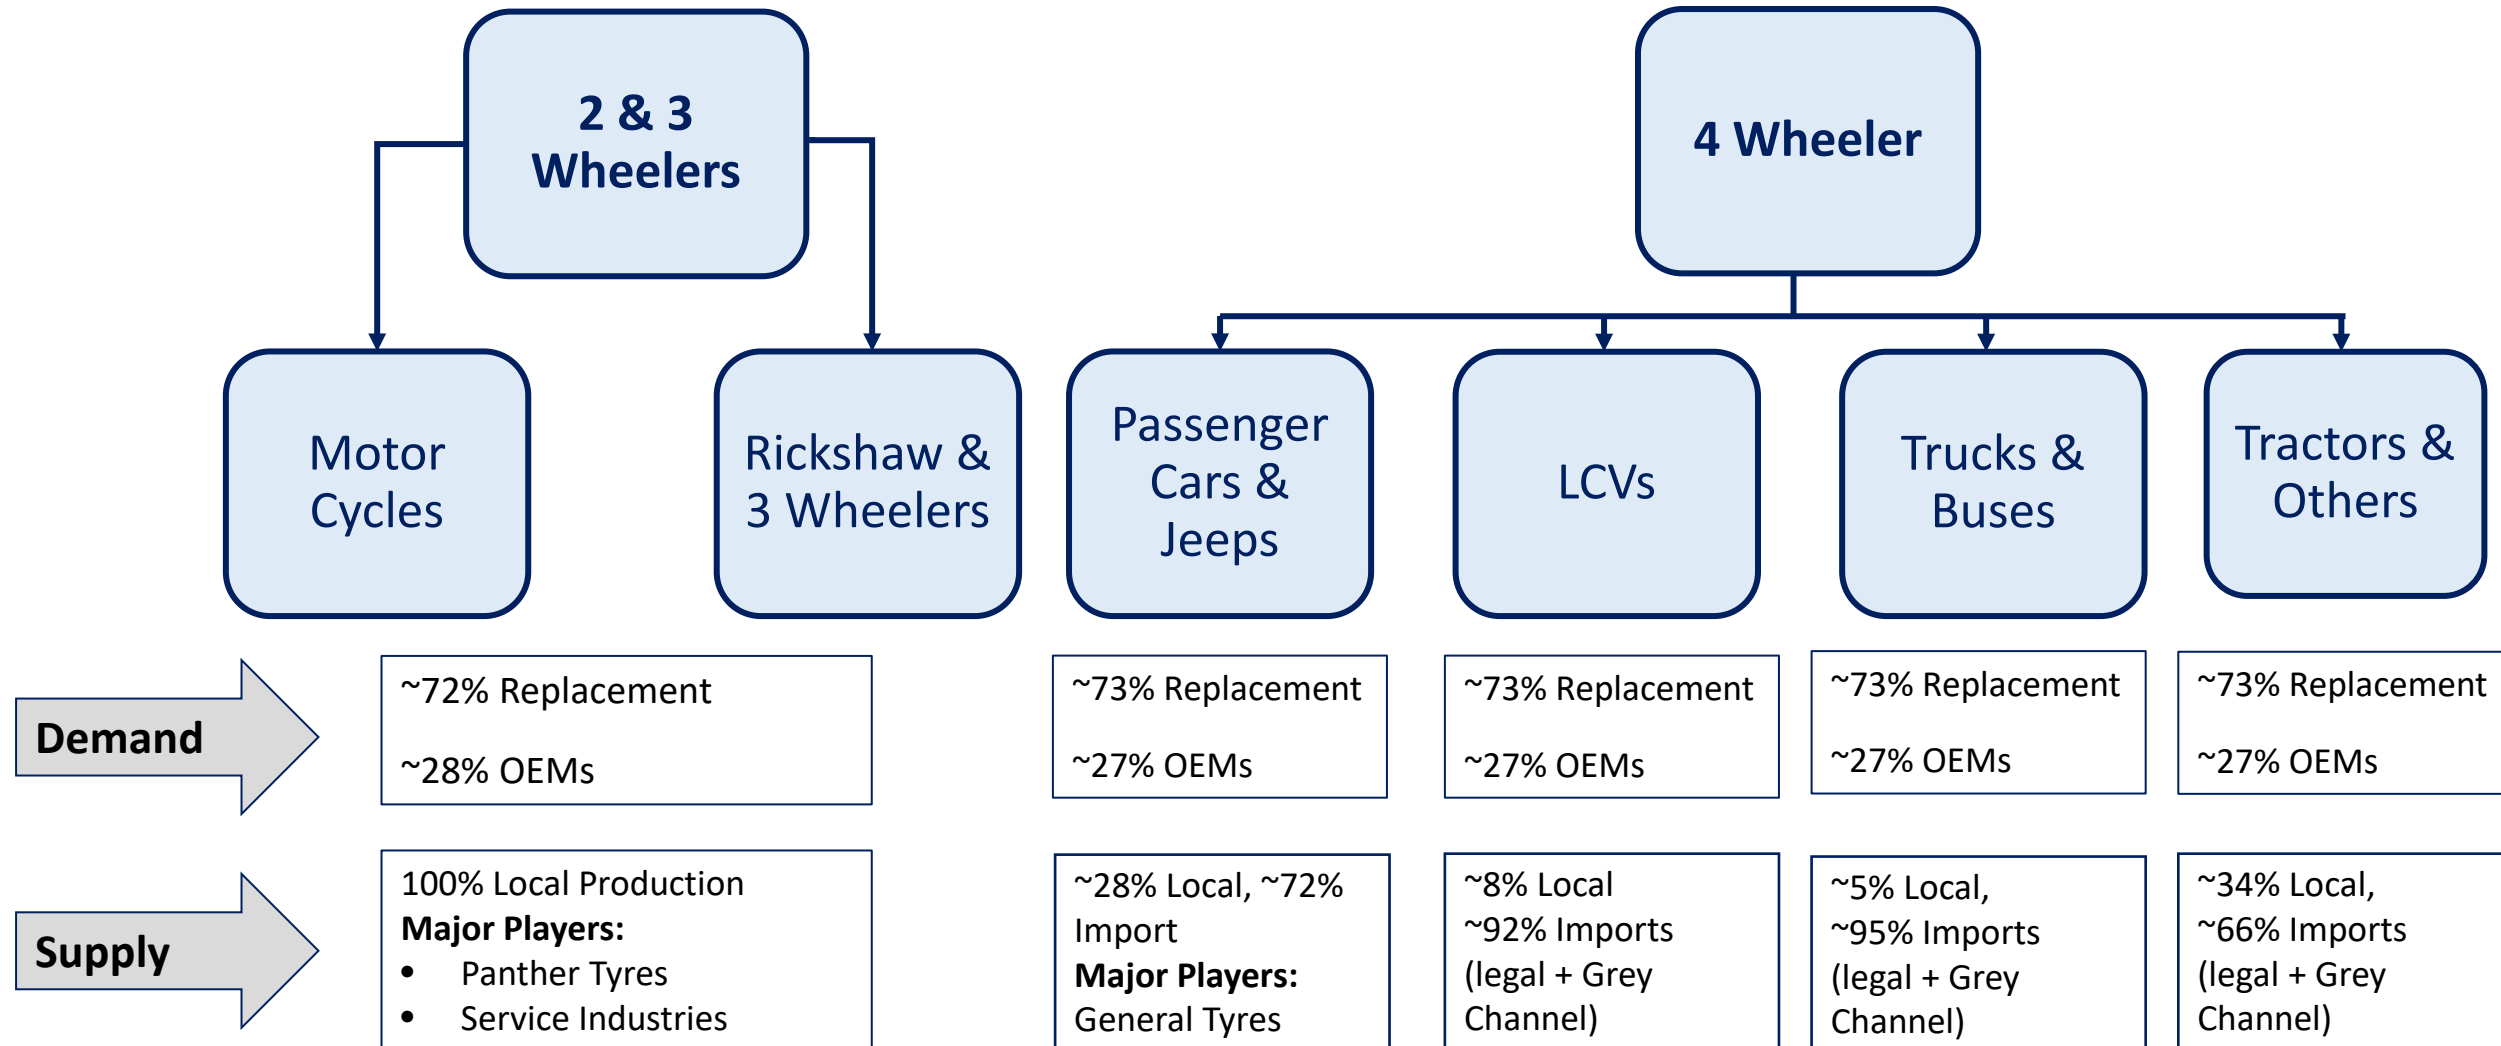 2 & 3
Wheelers
4 Wheeler
Motor
Cycles
Rickshaw &
3 Wheelers
Passenger
Cars &
Jeeps
LCVs
Trucks &
Buses
Tractors &
Others
Demand
~72% Replacement
~28% OEMs
~73% Replacement
~27% OEMs
~73% Replacement
~27% OEMs
~73% Replacement
~27% OEMs
~73% Replacement
~27% OEMs
Supply
100% Local Production
Major Players:
• Panther Tyres
• Service Industries
~28% Local, ~72%
Import
Major Players:
General Tyres
~8% Local
~92% Imports
(legal + Grey
Channel)
~5% Local,
~95% Imports
(legal + Grey
Channel)
~34% Local,
~66% Imports
(legal + Grey
Channel)